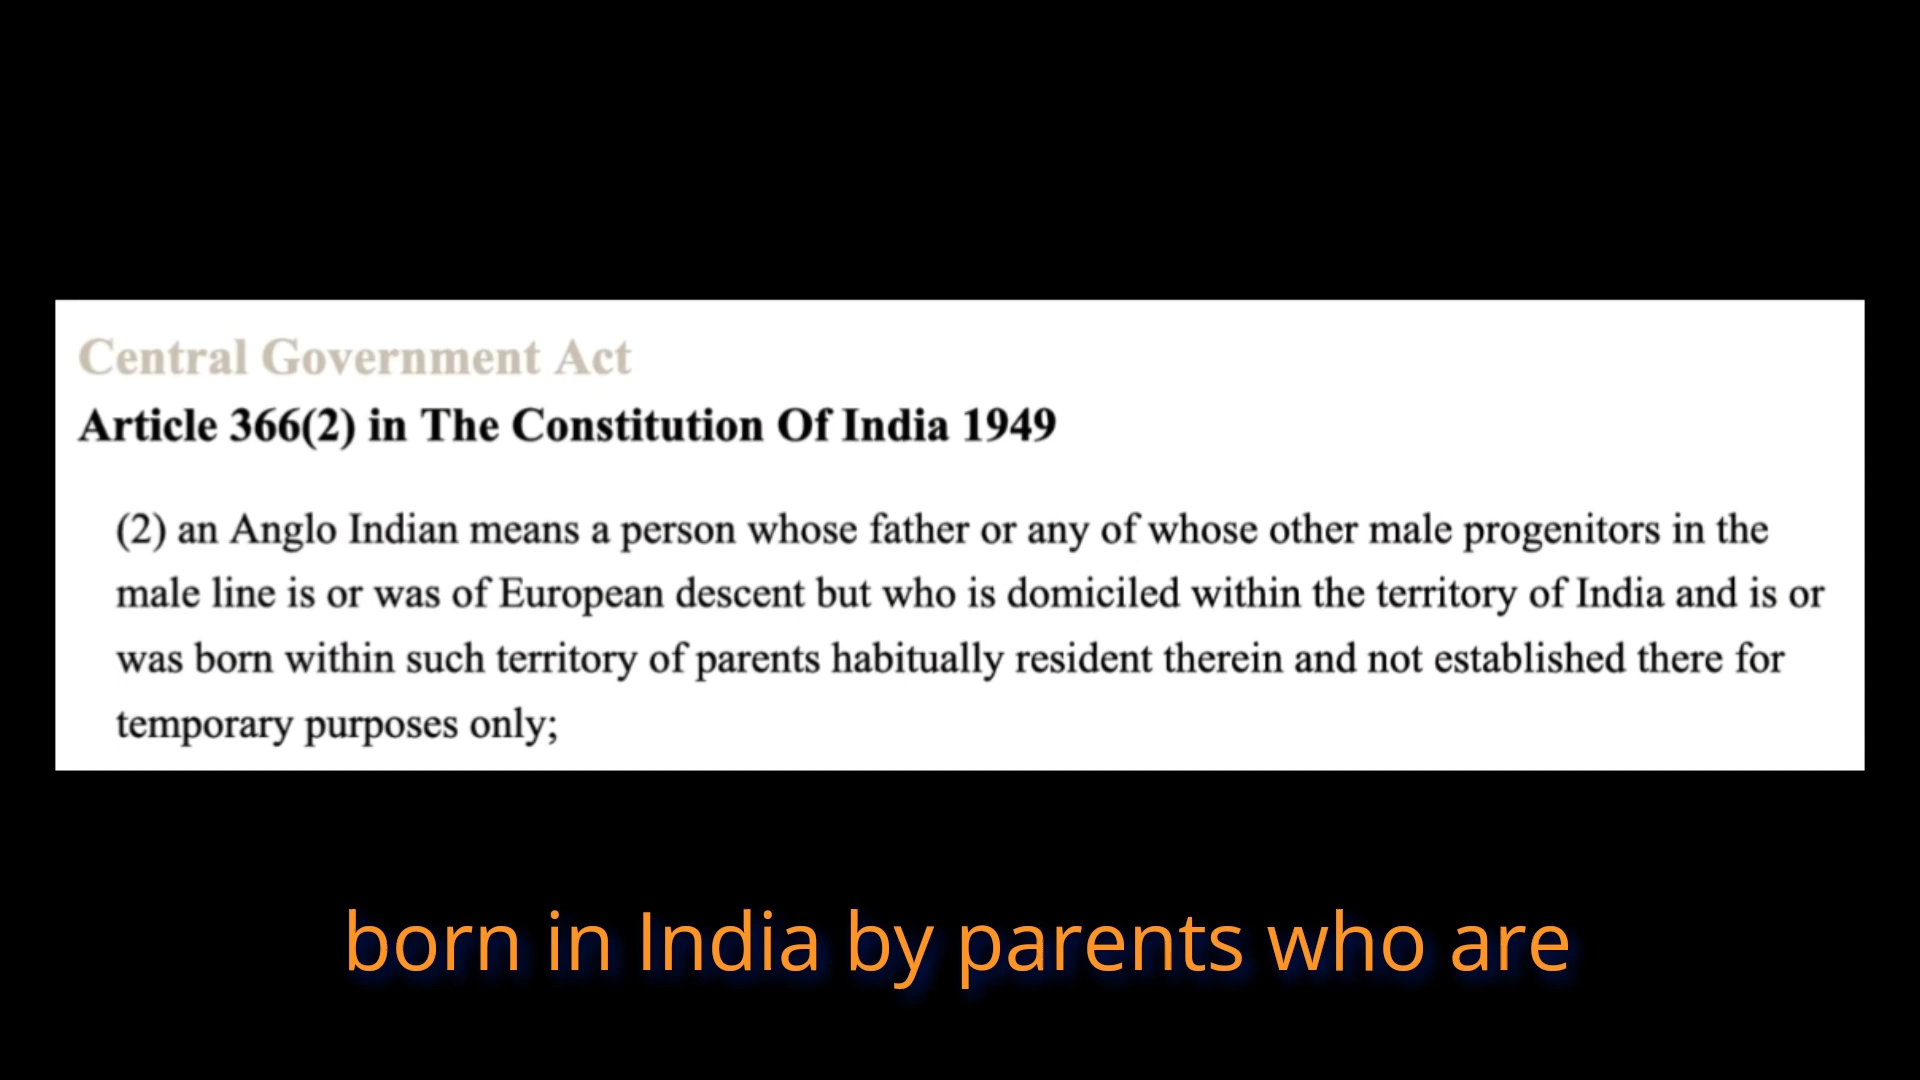 Central Government Act
Article 366(2) in The Constitution Of India 1949
(2) an Anglo Indian means a person whose father or any of whose other male progenitors in the
male line is or was of European descent but who is domiciled within the territory of India and is or
was born within such territory of parents habitually resident therein and not established there for
temporary purposes only;
born in India by parents who are